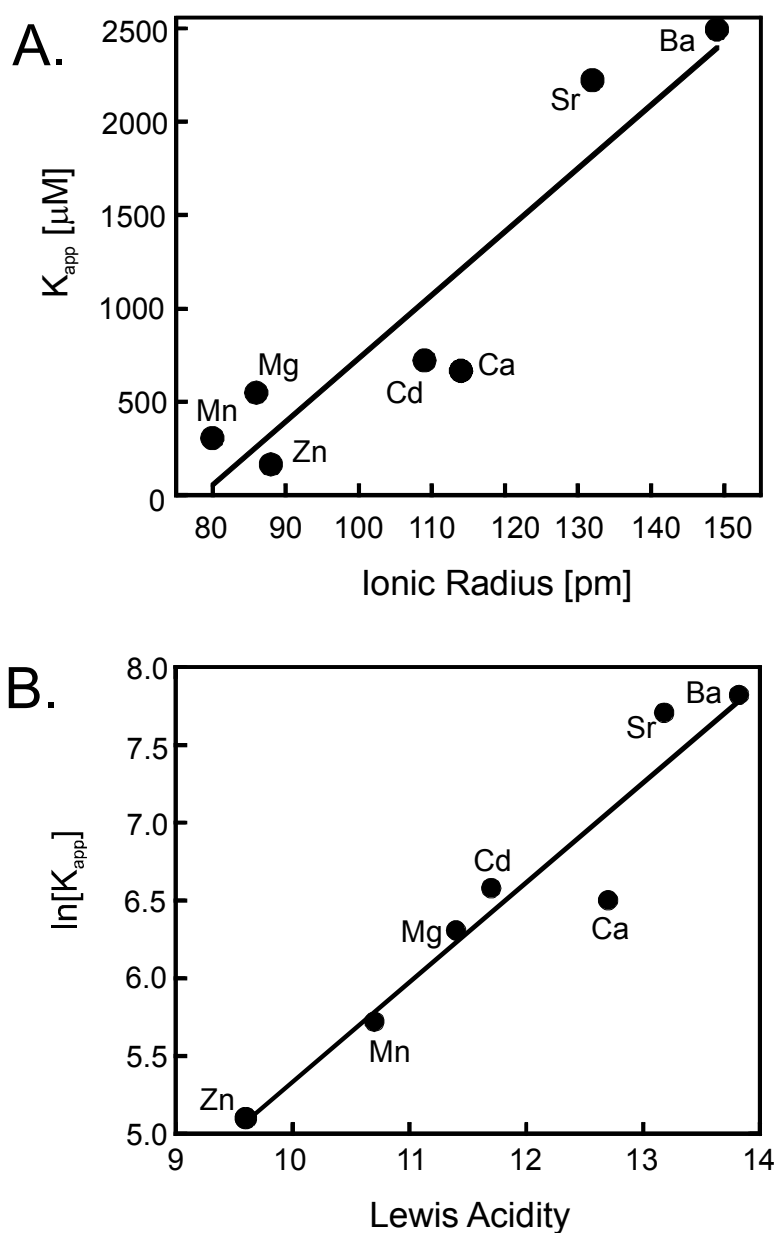 A.
2500
2000
1500
1000
500
0
K_app [μM]
Ba
Sr
Mg
Mn
Zn
Cd
Ca
80 90 100 110 120 130 140 150
Ionic Radius [pm]
B.
8.0
7.5
7.0
6.5
6.0
5.5
5.0
ln[K_app]
Ba
Sr
Cd
Mg
Ca
Mn
Zn
9 10 11 12 13 14
Lewis Acidity